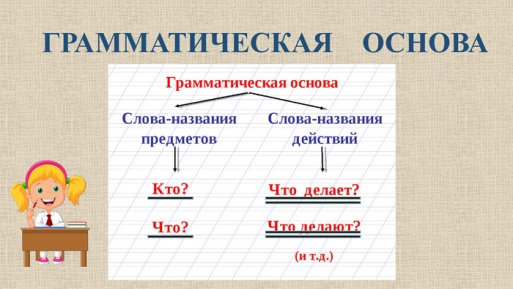 ГРАММАТИЧЕСКАЯ ОСНОВА
Грамматическая основа
Слова-названия предметов
Слова-названия действий
Кто?
Что делает?
Что?
Что делают?
(и т.д.)